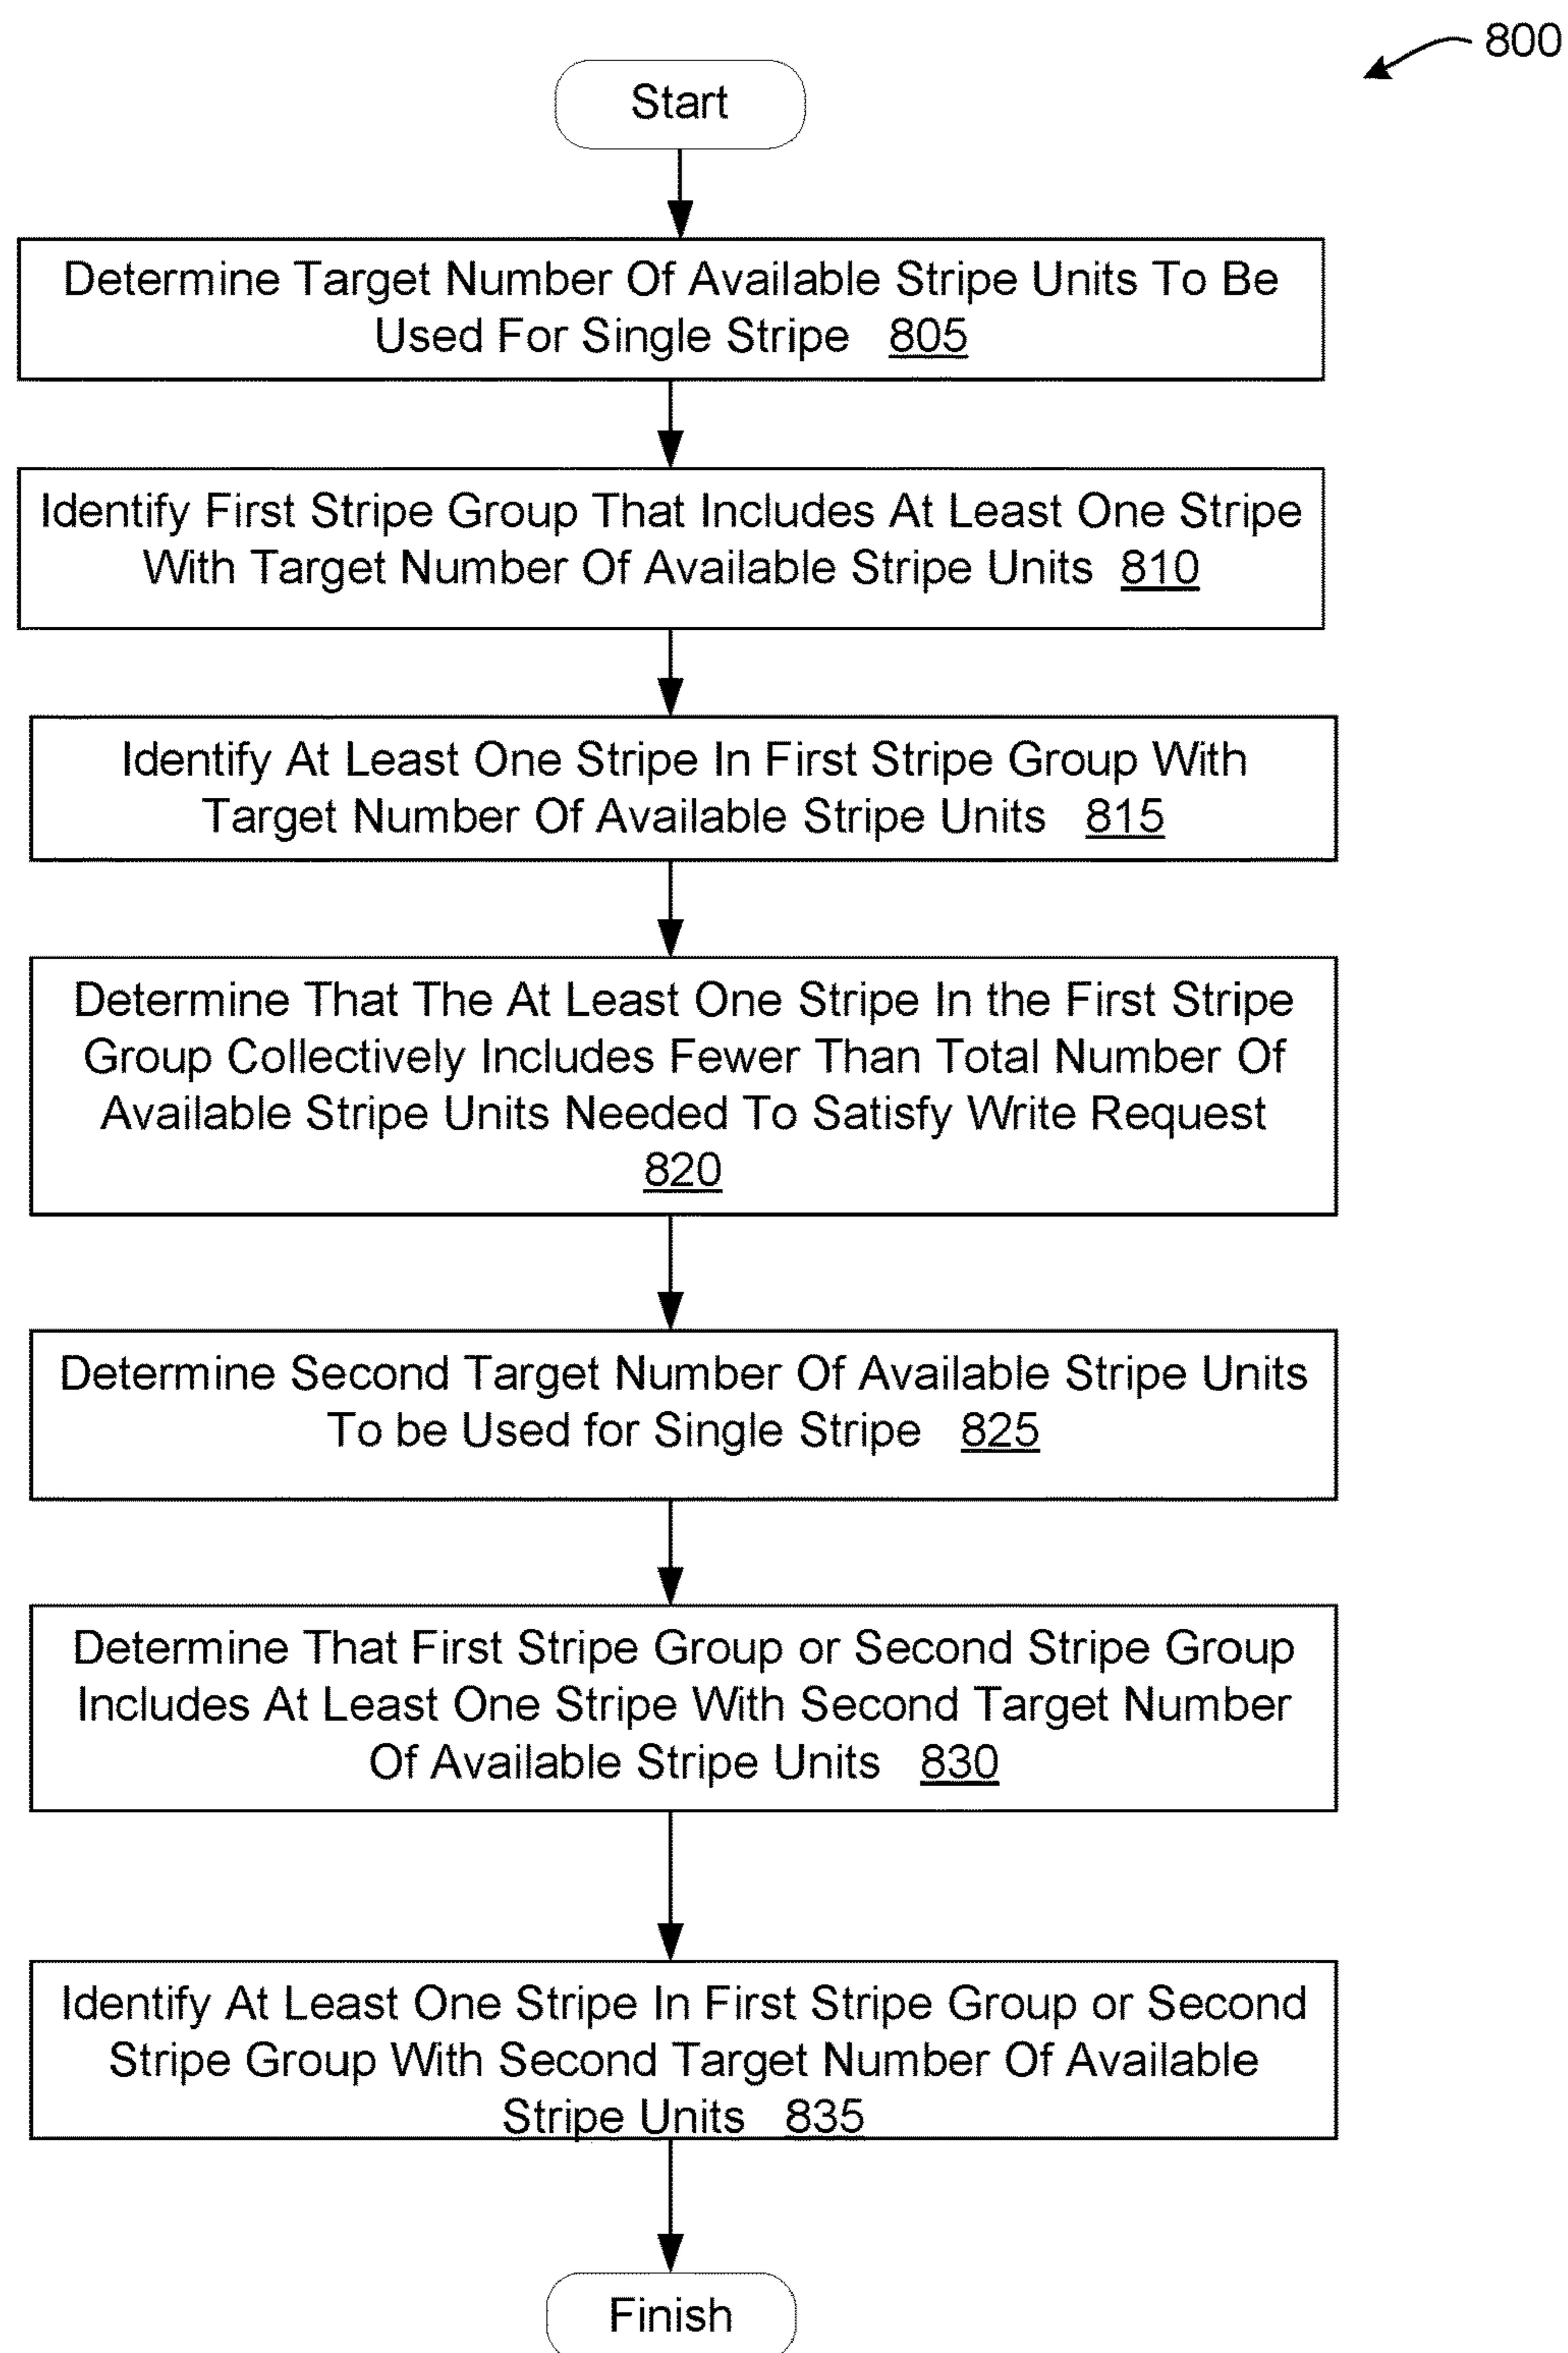 800
Start
Determine Target Number Of Available Stripe Units To Be
Used For Single Stripe 805
Identify First Stripe Group That Includes At Least One Stripe
With Target Number Of Available Stripe Units 810
Identify At Least One Stripe In First Stripe Group With
Target Number Of Available Stripe Units 815
Determine That The At Least One Stripe In the First Stripe
Group Collectively Includes Fewer Than Total Number Of
Available Stripe Units Needed To Satisfy Write Request
820
Determine Second Target Number Of Available Stripe Units
To be Used for Single Stripe 825
Determine That First Stripe Group or Second Stripe Group
Includes At Least One Stripe With Second Target Number
Of Available Stripe Units 830
Identify At Least One Stripe In First Stripe Group or Second
Stripe Group With Second Target Number Of Available
Stripe Units 835
Finish